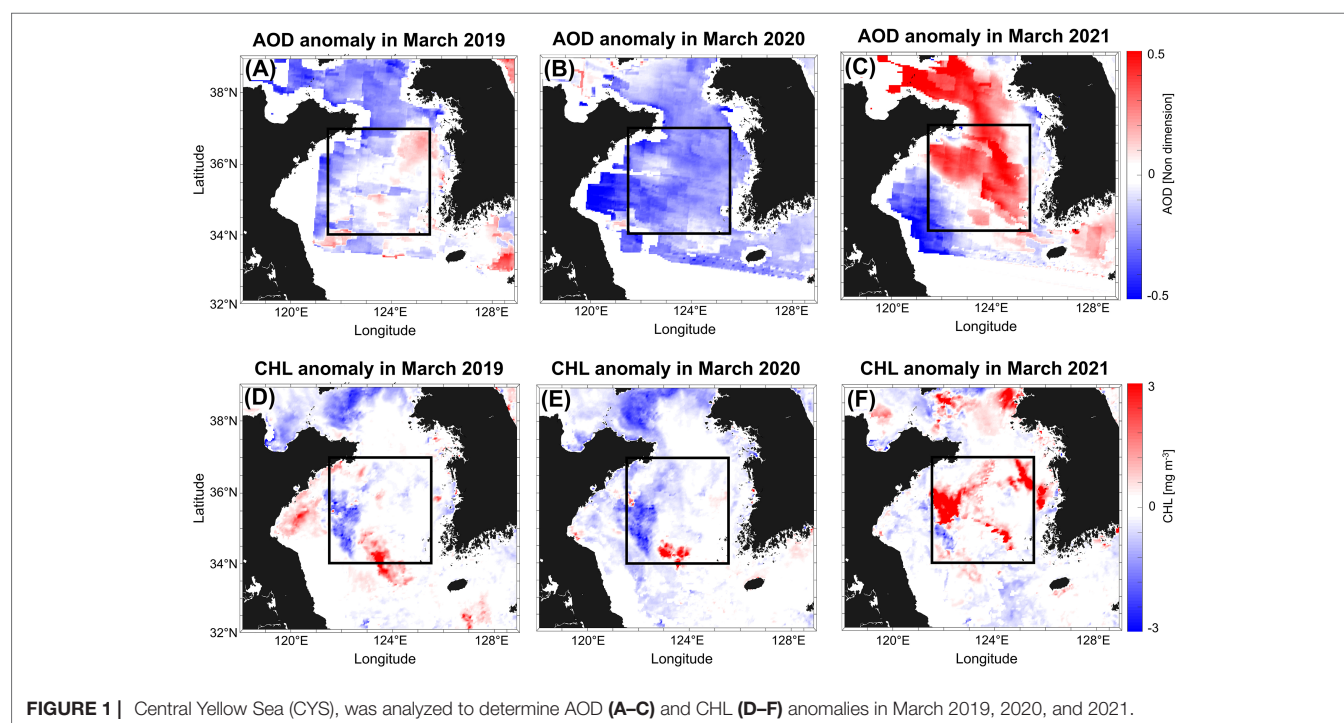 AOD anomaly in March 2019
AOD anomaly in March 2020
AOD anomaly in March 2021
(A)
(B)
(C)
38°N
36°N
34°N
32°N
Latitude
120°E 124°E 128°E
Longitude
120°E 124°E 128°E
Longitude
120°E 124°E 128°E
Longitude
0.5
0
-0.5
AOD [Non dimension]
CHL anomaly in March 2019
CHL anomaly in March 2020
CHL anomaly in March 2021
(D)
(E)
(F)
38°N
36°N
34°N
32°N
Latitude
120°E 124°E 128°E
Longitude
120°E 124°E 128°E
Longitude
120°E 124°E 128°E
Longitude
3
0
-3
CHL [mg m⁻³]
FIGURE 1 | Central Yellow Sea (CYS), was analyzed to determine AOD (A–C) and CHL (D–F) anomalies in March 2019, 2020, and 2021.